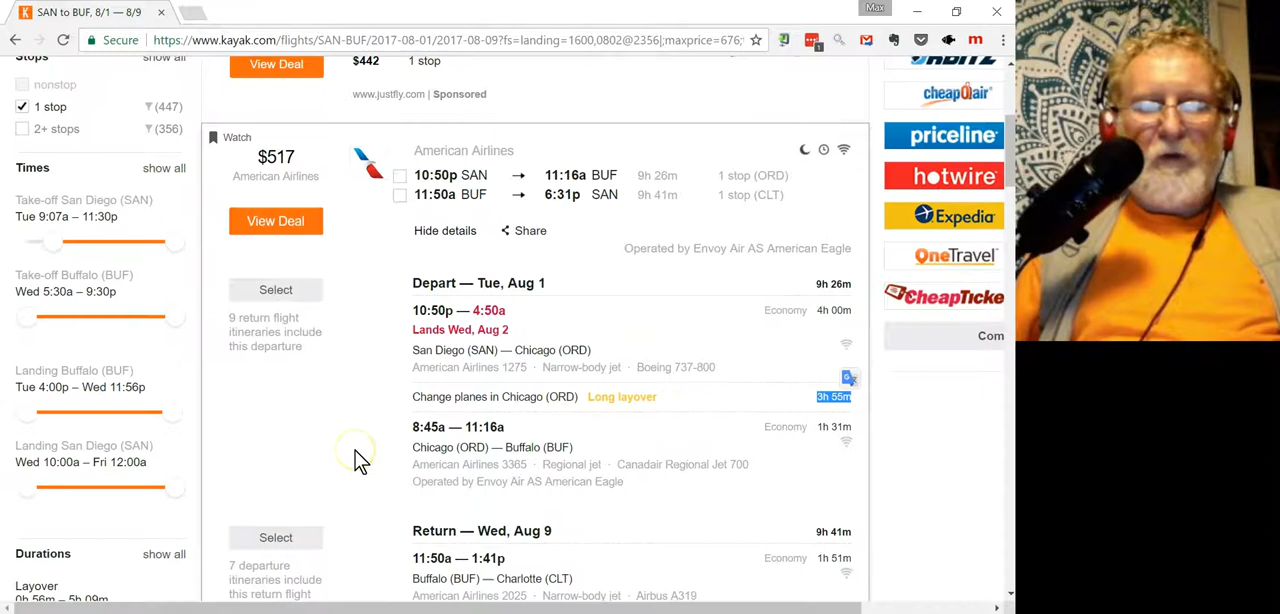 SAN to BUF, 8/1 — 8/9
Max
Secure
https://www.kayak.com/flights/SAN-BUF/2017-08-01/2017-08-09?fs=landing=1600,0802@2356|;maxprice=676;
Stops
show all
nonstop
1 stop
(447)
2+ stops
(356)
Times
show all
Take-off San Diego (SAN)
Tue 9:07a – 11:30p
Take-off Buffalo (BUF)
Wed 5:30a – 9:30p
Landing Buffalo (BUF)
Tue 4:00p – Wed 11:56p
Landing San Diego (SAN)
Wed 10:00a – Fri 12:00a
Durations
show all
Layover
0h 56m – 5h 09m
View Deal
$442
1 stop
www.justfly.com | Sponsored
Watch
$517
American Airlines
View Deal
American Airlines
10:50p SAN → 11:16a BUF 9h 26m 1 stop (ORD)
11:50a BUF → 6:31p SAN 9h 41m 1 stop (CLT)
Hide details
Share
Operated by Envoy Air AS American Eagle
Select
9 return flight
itineraries include
this departure
Depart — Tue, Aug 1
9h 26m
10:50p — 4:50a
Economy 4h 00m
Lands Wed, Aug 2
San Diego (SAN) — Chicago (ORD)
American Airlines 1275 · Narrow-body jet · Boeing 737-800
Change planes in Chicago (ORD) Long layover
3h 55m
8:45a — 11:16a
Economy 1h 31m
Chicago (ORD) — Buffalo (BUF)
American Airlines 3365 · Regional jet · Canadair Regional Jet 700
Operated by Envoy Air AS American Eagle
Select
7 departure
itineraries include
this return flight
Return — Wed, Aug 9
9h 41m
11:50a — 1:41p
Economy 1h 51m
Buffalo (BUF) — Charlotte (CLT)
American Airlines 2025 · Narrow-body jet · Airbus A319
ORBITZ
cheapOair
priceline
hotwire
Expedia
OneTravel
CheapTicke
Com